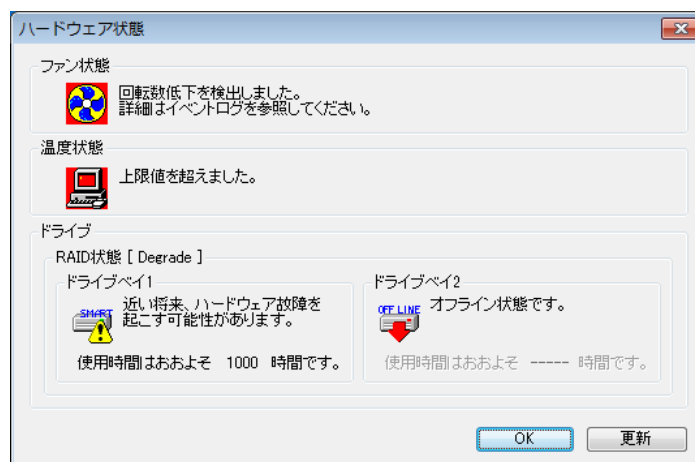 ハードウェア状態
ファン状態
回転数低下を検出しました。
詳細はイベントログを参照してください。
温度状態
上限値を超えました。
ドライブ
RAID状態 [ Degrade ]
ドライブベイ1
SMART
近い将来、ハードウェア故障を
起こす可能性があります。
使用時間はおおよそ 1000 時間です。
ドライブベイ2
OFF LINE
オフライン状態です。
使用時間はおおよそ ----- 時間です。
OK
更新